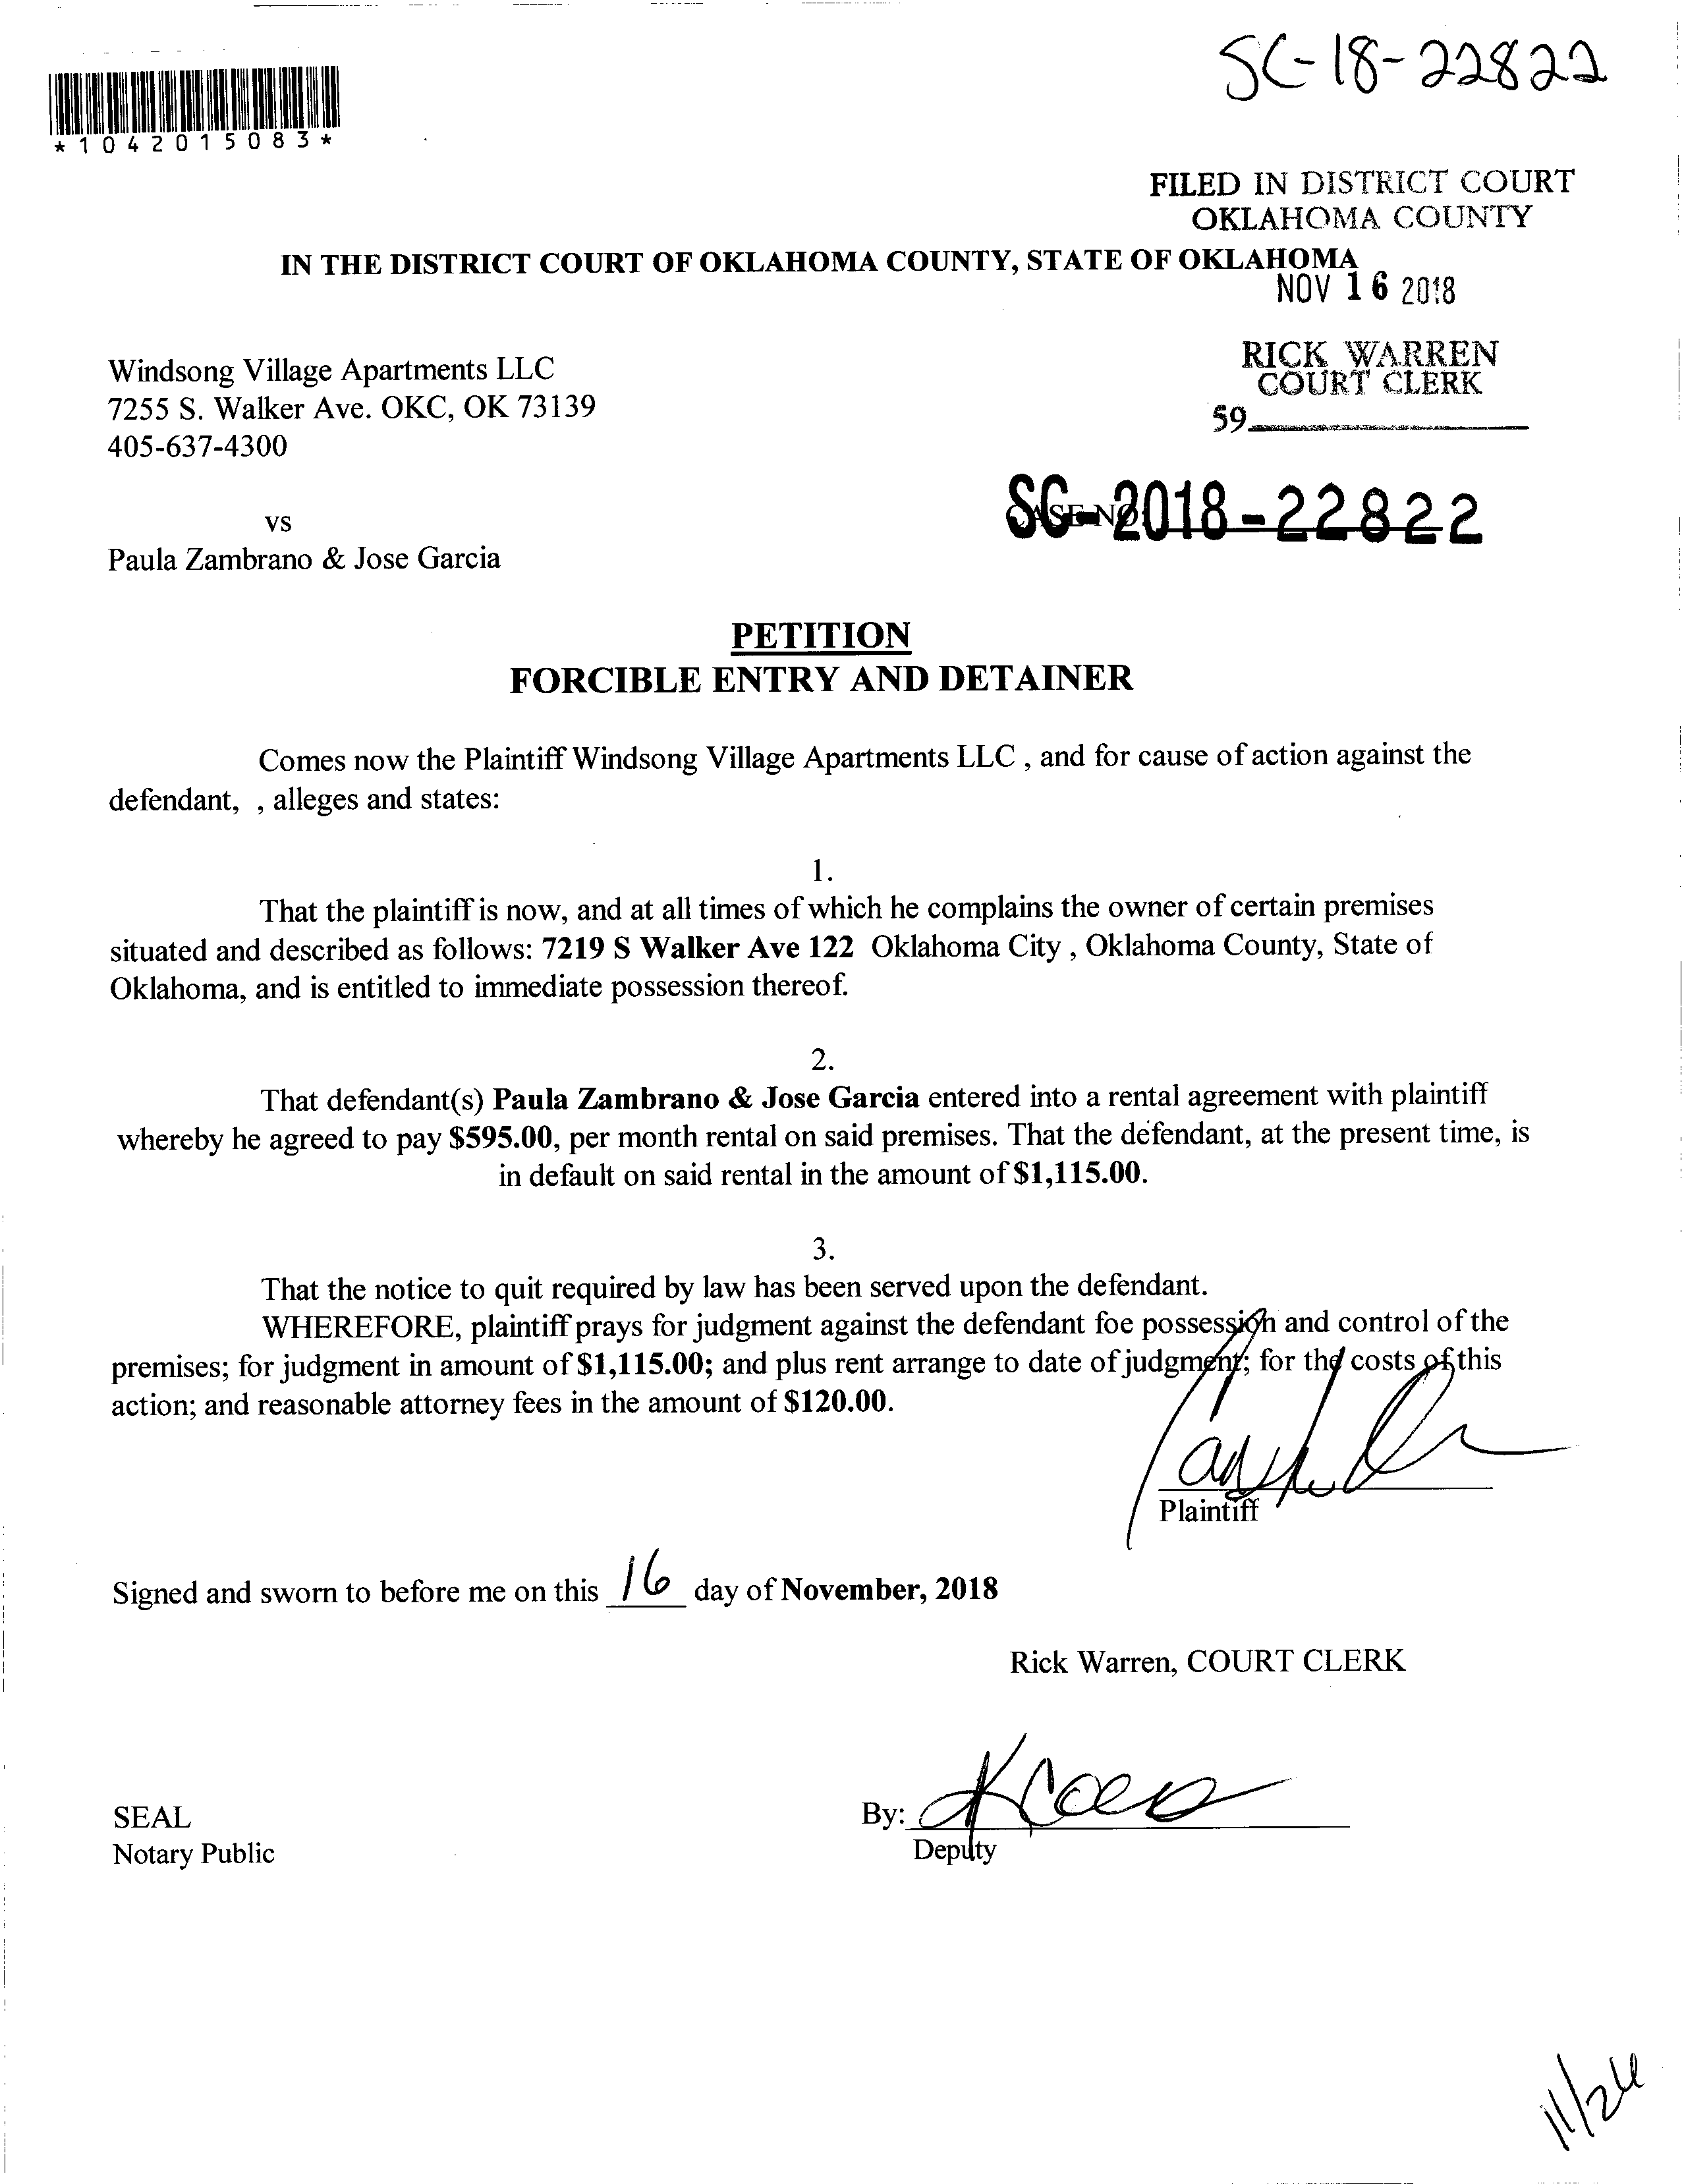 SC-18-22822
*1042015083*
FILED IN DISTRICT COURT
OKLAHOMA COUNTY
IN THE DISTRICT COURT OF OKLAHOMA COUNTY, STATE OF OKLAHOMA
NOV 16 2018
Windsong Village Apartments LLC
7255 S. Walker Ave. OKC, OK 73139
405-637-4300
RICK WARREN
COURT CLERK
59
SC-2018-22822
CASE NO
vs
Paula Zambrano & Jose Garcia
PETITION
FORCIBLE ENTRY AND DETAINER
Comes now the Plaintiff Windsong Village Apartments LLC , and for cause of action against the
defendant, , alleges and states:
1.
That the plaintiff is now, and at all times of which he complains the owner of certain premises
situated and described as follows: 7219 S Walker Ave 122 Oklahoma City , Oklahoma County, State of
Oklahoma, and is entitled to immediate possession thereof.
2.
That defendant(s) Paula Zambrano & Jose Garcia entered into a rental agreement with plaintiff
whereby he agreed to pay $595.00, per month rental on said premises. That the defendant, at the present time, is
in default on said rental in the amount of $1,115.00.
3.
That the notice to quit required by law has been served upon the defendant.
WHEREFORE, plaintiff prays for judgment against the defendant foe possession and control of the
premises; for judgment in amount of $1,115.00; and plus rent arrange to date of judgment; for the costs of this
action; and reasonable attorney fees in the amount of $120.00.
Plaintiff
Signed and sworn to before me on this 16 day of November, 2018
Rick Warren, COURT CLERK
SEAL
Notary Public
By:
Deputy